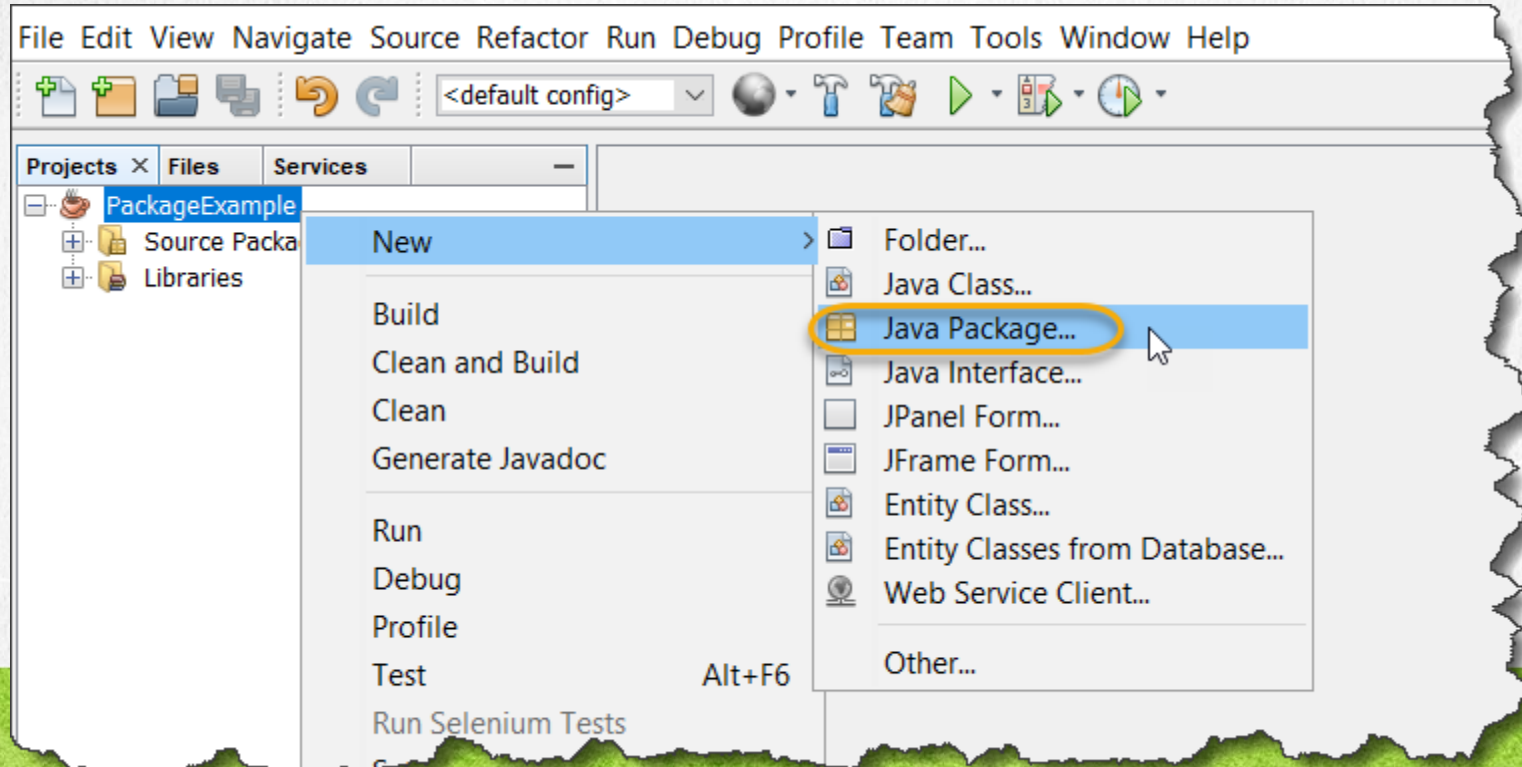 File Edit View Navigate Source Refactor Run Debug Profile Team Tools Window Help
<default config>
Projects Files Services
PackageExample
Source Packa
Libraries
New
Build
Clean and Build
Clean
Generate Javadoc
Run
Debug
Profile
Test Alt+F6
Run Selenium Tests
Folder...
Java Class...
Java Package...
Java Interface...
JPanel Form...
JFrame Form...
Entity Class...
Entity Classes from Database...
Web Service Client...
Other...